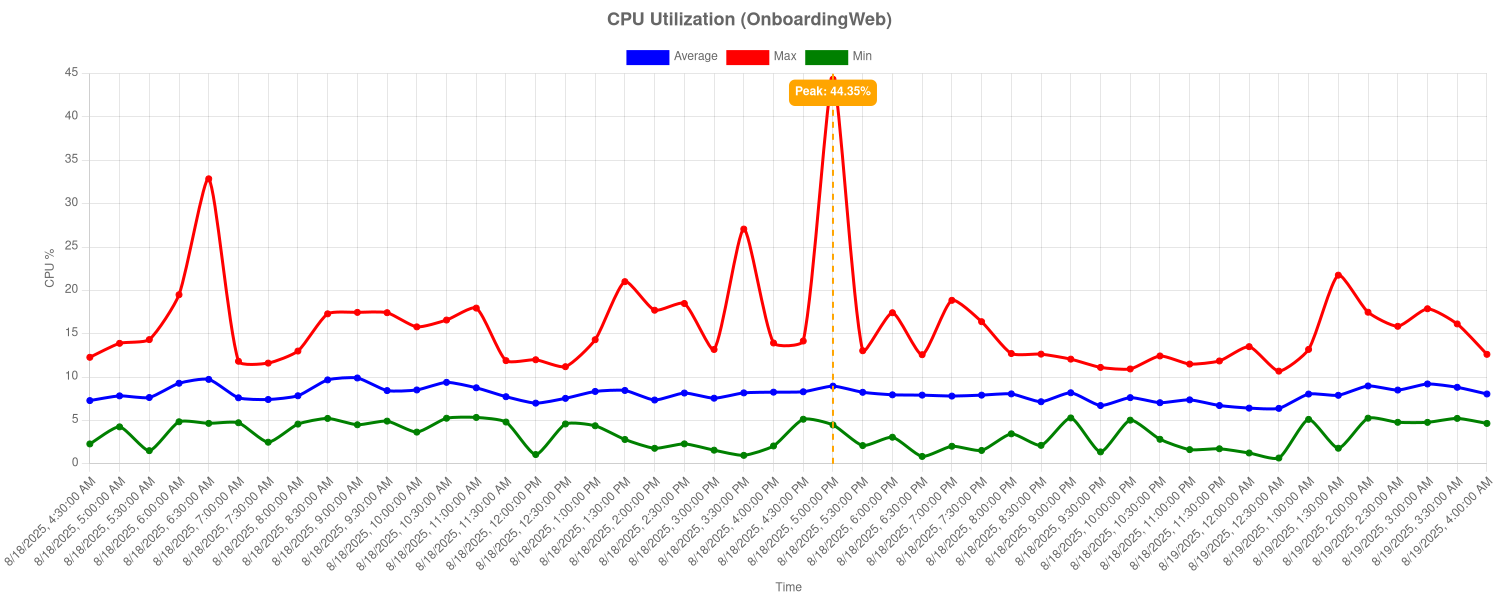 CPU Utilization (OnboardingWeb)
Average Max Min
45
Peak: 44.35%
40
35
30
25
CPU %
20
15
10
5
0
8/18/2025, 4:30:00 AM
8/18/2025, 5:00:00 AM
8/18/2025, 5:30:00 AM
8/18/2025, 6:00:00 AM
8/18/2025, 6:30:00 AM
8/18/2025, 7:00:00 AM
8/18/2025, 7:30:00 AM
8/18/2025, 8:00:00 AM
8/18/2025, 8:30:00 AM
8/18/2025, 9:00:00 AM
8/18/2025, 9:30:00 AM
8/18/2025, 10:00:00 AM
8/18/2025, 10:30:00 AM
8/18/2025, 11:00:00 AM
8/18/2025, 11:30:00 AM
8/18/2025, 12:00:00 PM
8/18/2025, 12:30:00 PM
8/18/2025, 1:00:00 PM
8/18/2025, 1:30:00 PM
8/18/2025, 2:00:00 PM
8/18/2025, 2:30:00 PM
8/18/2025, 3:00:00 PM
8/18/2025, 3:30:00 PM
8/18/2025, 4:00:00 PM
8/18/2025, 4:30:00 PM
8/18/2025, 5:00:00 PM
8/18/2025, 5:30:00 PM
8/18/2025, 6:00:00 PM
8/18/2025, 6:30:00 PM
8/18/2025, 7:00:00 PM
8/18/2025, 7:30:00 PM
8/18/2025, 8:00:00 PM
8/18/2025, 8:30:00 PM
8/18/2025, 9:00:00 PM
8/18/2025, 9:30:00 PM
8/18/2025, 10:00:00 PM
8/18/2025, 10:30:00 PM
8/18/2025, 11:00:00 PM
8/18/2025, 11:30:00 PM
8/19/2025, 12:00:00 AM
8/19/2025, 12:30:00 AM
8/19/2025, 1:00:00 AM
8/19/2025, 1:30:00 AM
8/19/2025, 2:00:00 AM
8/19/2025, 2:30:00 AM
8/19/2025, 3:00:00 AM
8/19/2025, 3:30:00 AM
8/19/2025, 4:00:00 AM
Time